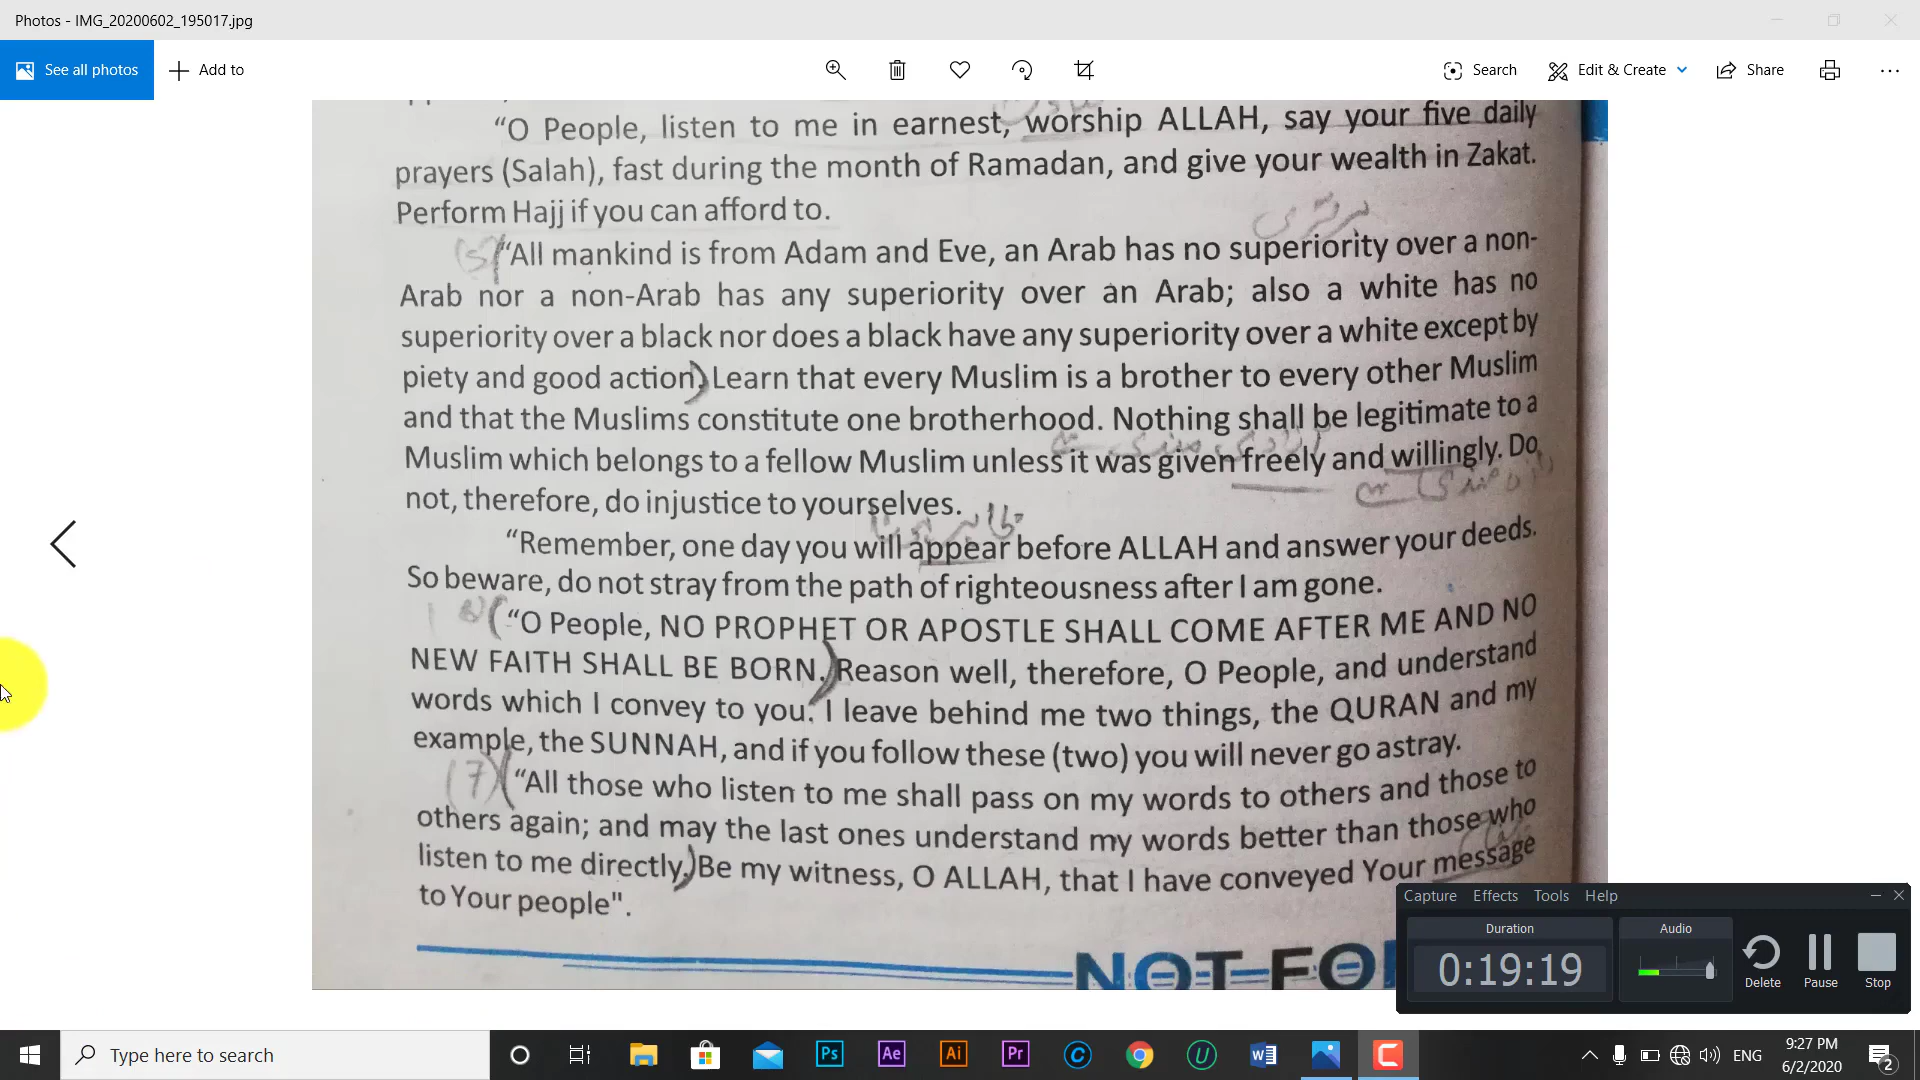 Photos - IMG_20200602_195017.jpg
See all photos
Add to
Search
Edit & Create
Share
"O People, listen to me in earnest, worship ALLAH, say your five daily
prayers (Salah), fast during the month of Ramadan, and give your wealth in Zakat.
Perform Hajj if you can afford to.
برتری
(5) ("All mankind is from Adam and Eve, an Arab has no superiority over a non-
Arab nor a non-Arab has any superiority over an Arab; also a white has no
superiority over a black nor does a black have any superiority over a white except by
piety and good action.) Learn that every Muslim is a brother to every other Muslim
and that the Muslims constitute one brotherhood. Nothing shall be legitimate to a
Muslim which belongs to a fellow Muslim unless it was given freely and willingly. Do
not, therefore, do injustice to yourselves.
"Remember, one day you will appear before ALLAH and answer your deeds.
So beware, do not stray from the path of righteousness after I am gone.
("O People, NO PROPHET OR APOSTLE SHALL COME AFTER ME AND NO
NEW FAITH SHALL BE BORN.) Reason well, therefore, O People, and understand
words which I convey to you. I leave behind me two things, the QURAN and my
example, the SUNNAH, and if you follow these (two) you will never go astray.
(7) ("All those who listen to me shall pass on my words to others and those to
others again; and may the last ones understand my words better than those who
listen to me directly.) Be my witness, O ALLAH, that I have conveyed Your message
to Your people".
NOT FO
Capture Effects Tools Help
Duration
Audio
0:19:19
Delete
Pause
Stop
Type here to search
Ps
Ae
Ai
Pr
ENG
9:27 PM
6/2/2020
2